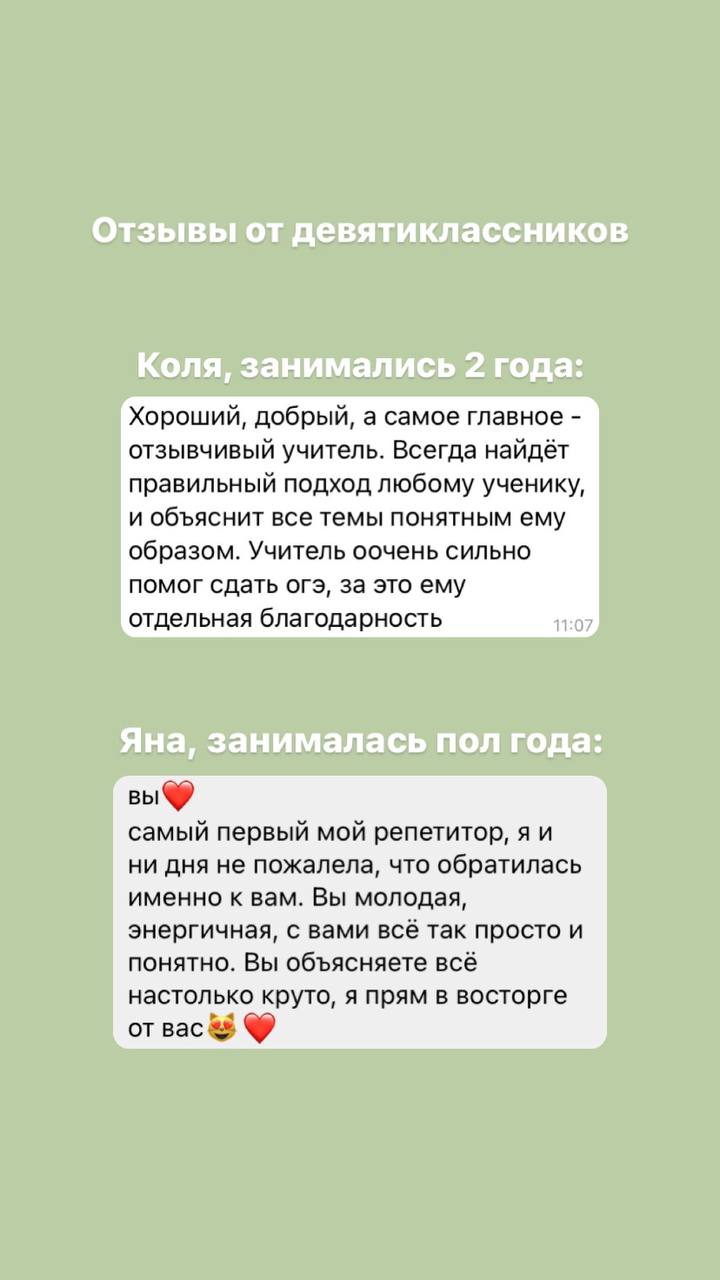 Отзывы от девятиклассников
Коля, занимались 2 года:
Хороший, добрый, а самое главное -
отзывчивый учитель. Всегда найдёт
правильный подход любому ученику,
и объяснит все темы понятным ему
образом. Учитель оочень сильно
помог сдать огэ, за это ему
отдельная благодарность
11:07
Яна, занималась пол года:
вы❤️
самый первый мой репетитор, я и
ни дня не пожалела, что обратилась
именно к вам. Вы молодая,
энергичная, с вами всё так просто и
понятно. Вы объясняете всё
настолько круто, я прям в восторге
от вас😻❤️